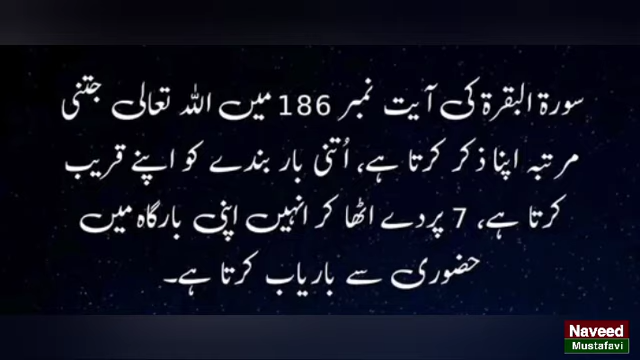 سورۃ البقرۃ کی آیت نمبر 186 میں اللہ تعالی جتنی
مرتبہ اپنا ذکر کرتا ہے، اُتنی بار بندے کو اپنے قریب
کرتا ہے، 7 پردے اٹھا کر انہیں اپنی بارگاہ میں
حضوری سے باریاب کرتا ہے۔
Naveed
Mustafavi